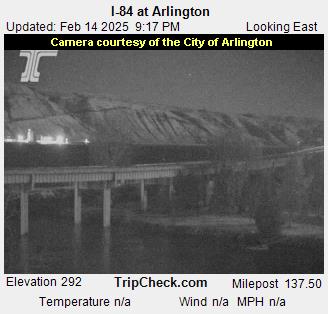 I-84 at Arlington
Updated: Feb 14 2025  9:17 PM Looking East
Camera courtesy of the City of Arlington
Elevation 292 TripCheck.com Milepost 137.50
Temperature n/a Wind n/a MPH n/a